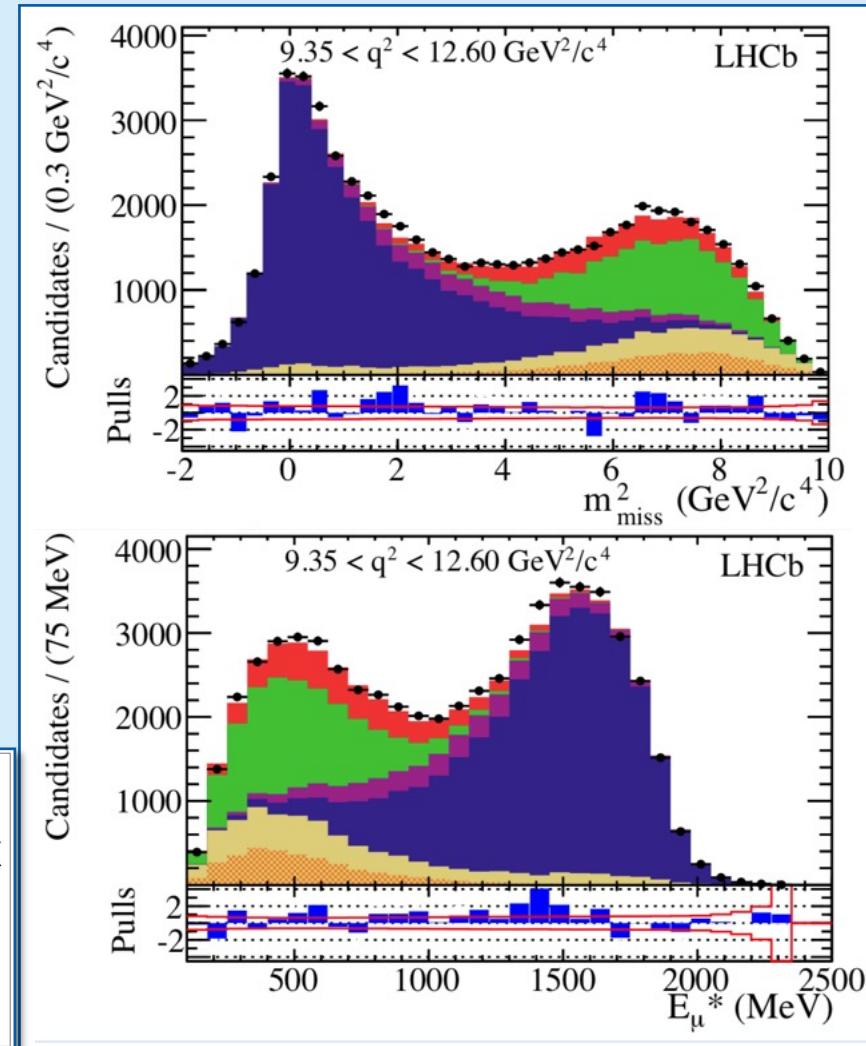 4000
3000
2000
1000
9.35 < q² < 12.60 GeV²/c⁴
LHCb
Candidates / (0.3 GeV²/c⁴)
Pulls
2
-2
-2 0 2 4 6 8 10
m²miss (GeV²/c⁴)
4000
3000
2000
1000
9.35 < q² < 12.60 GeV²/c⁴
LHCb
Candidates / (75 MeV)
Pulls
2
-2
500 1000 1500 2000 2500
Eμ* (MeV)